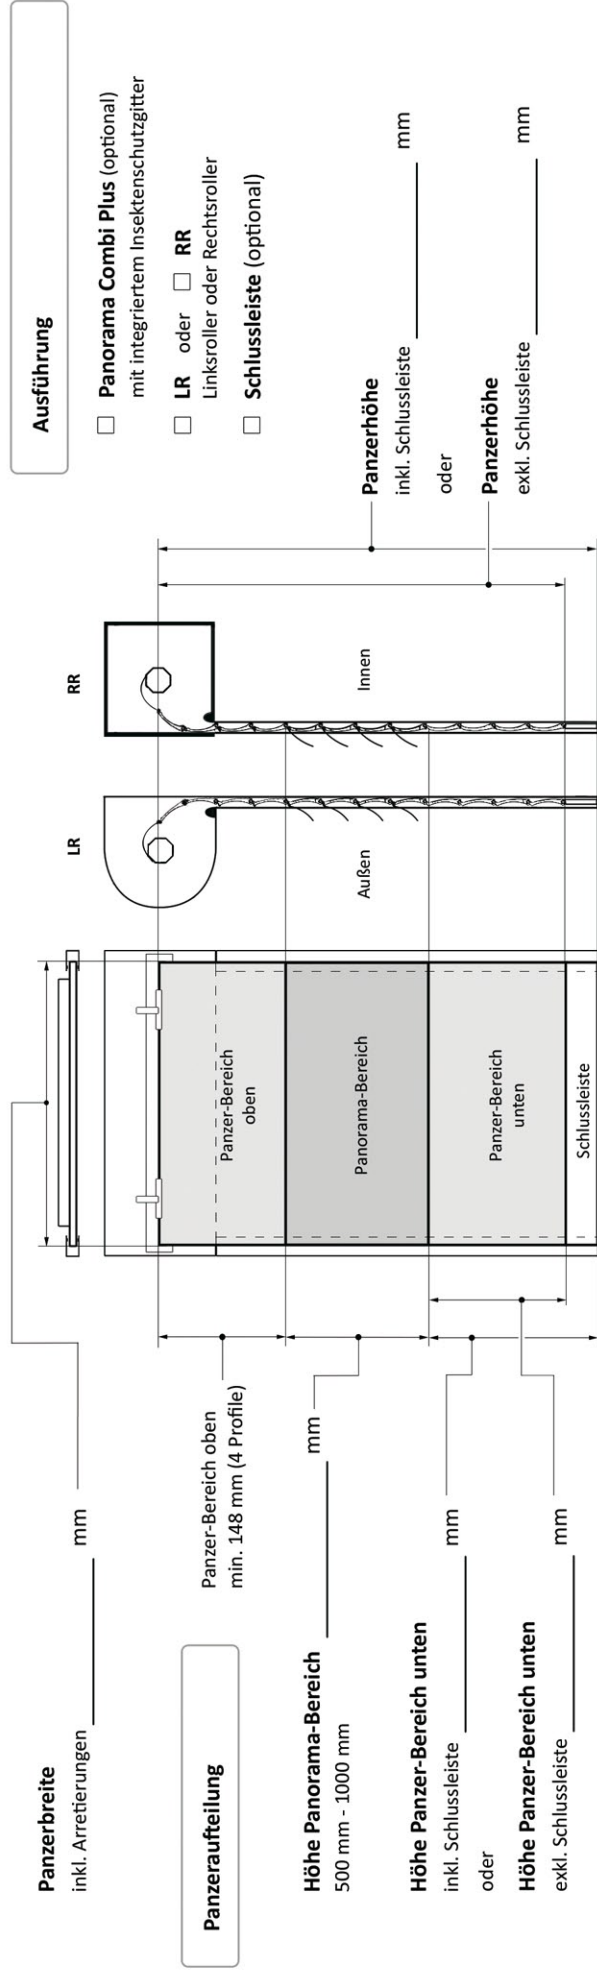 Panzerbreite
inkl. Arretierungen mm
Panzeraufteilung
Panzer-Bereich oben
min. 148 mm (4 Profile)
Höhe Panorama-Bereich mm
500 mm - 1000 mm
Höhe Panzer-Bereich unten
inkl. Schlussleiste mm
oder
Höhe Panzer-Bereich unten
exkl. Schlussleiste mm
Panzer-Bereich
oben
Panorama-Bereich
Panzer-Bereich
unten
Schlussleiste
LR
Außen
RR
Innen
Ausführung
Panorama Combi Plus (optional)
mit integriertem Insektenschutzgitter
LR oder RR
Linksroller oder Rechtsroller
Schlussleiste (optional)
Panzerhöhe
inkl. Schlussleiste mm
oder
Panzerhöhe
exkl. Schlussleiste mm